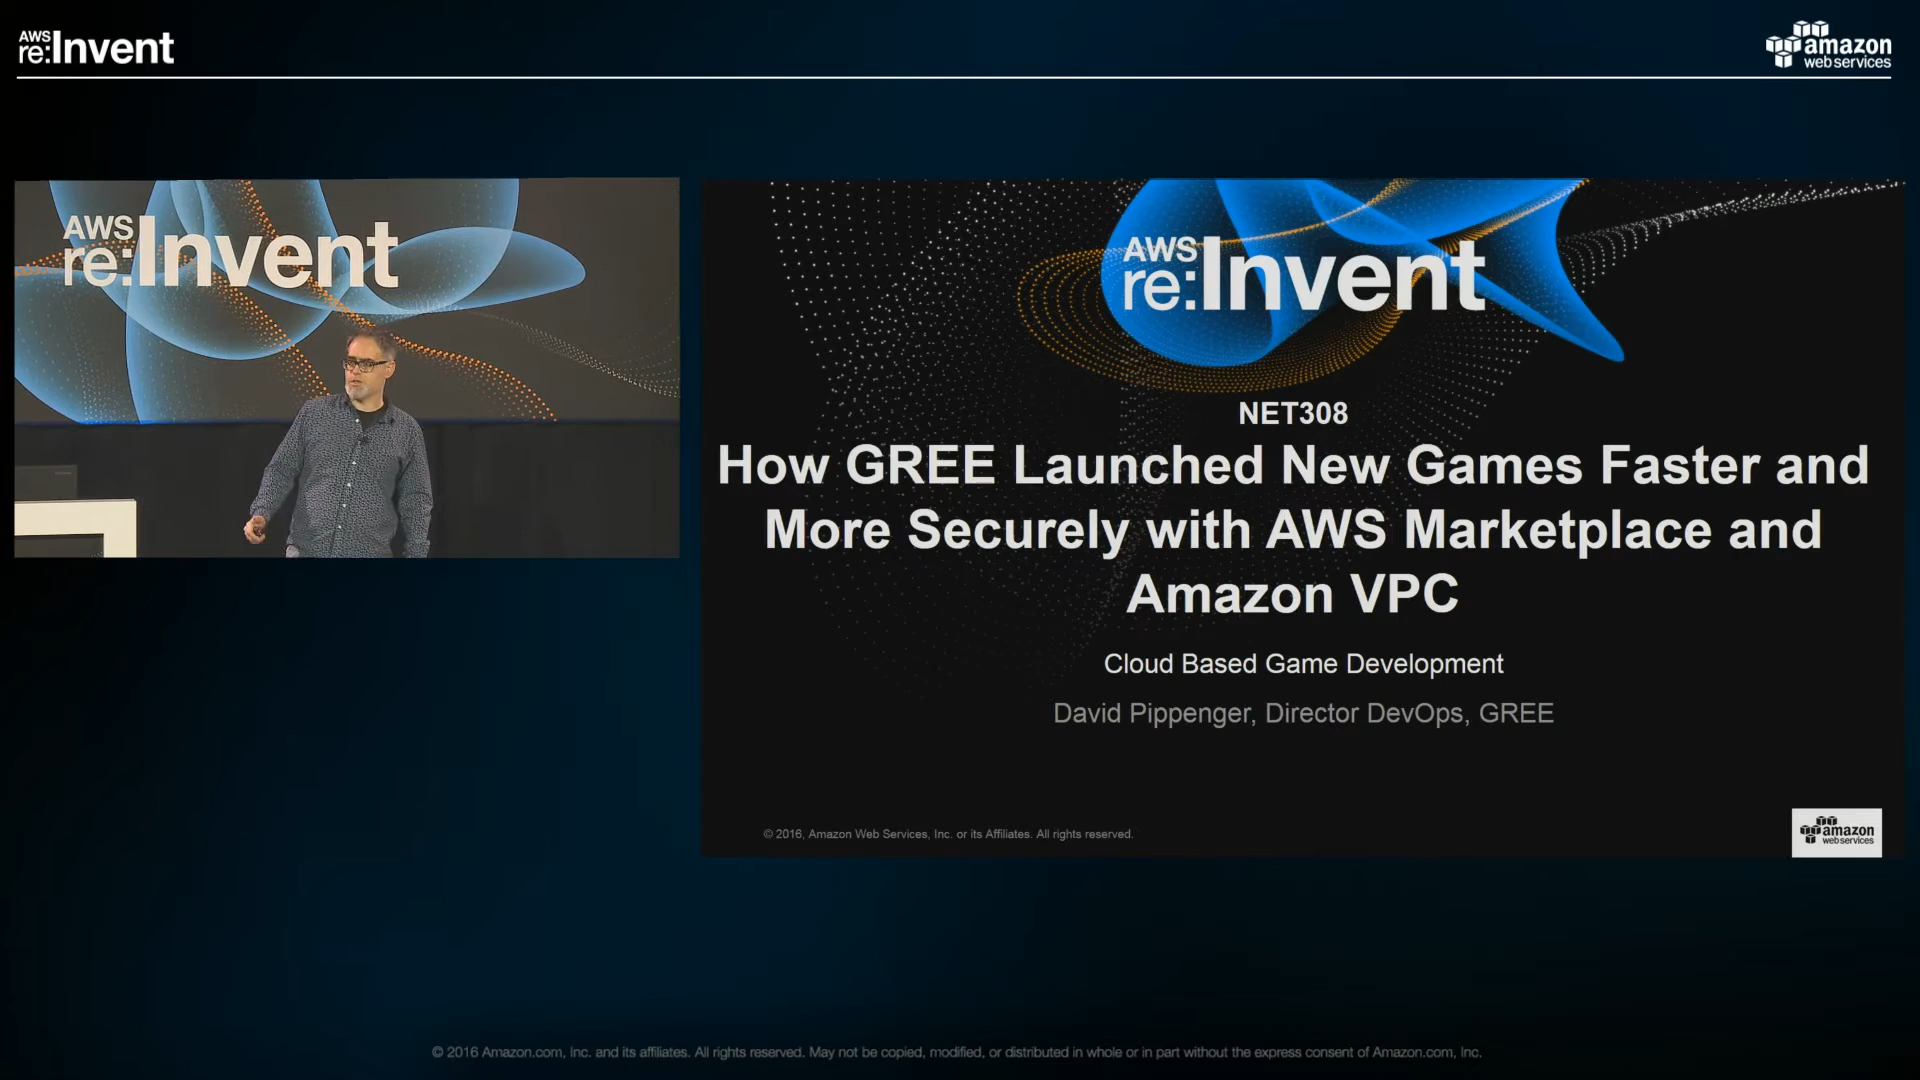 AWS
re:Invent
amazon
web services
AWS
re:Invent
AWS
re:Invent
NET308
How GREE Launched New Games Faster and
More Securely with AWS Marketplace and
Amazon VPC
Cloud Based Game Development
David Pippenger, Director DevOps, GREE
© 2016, Amazon Web Services, Inc. or its Affiliates. All rights reserved.
amazon
web services
© 2016 Amazon.com, Inc. and its affiliates. All rights reserved. May not be copied, modified, or distributed in whole or in part without the express consent of Amazon.com, Inc.